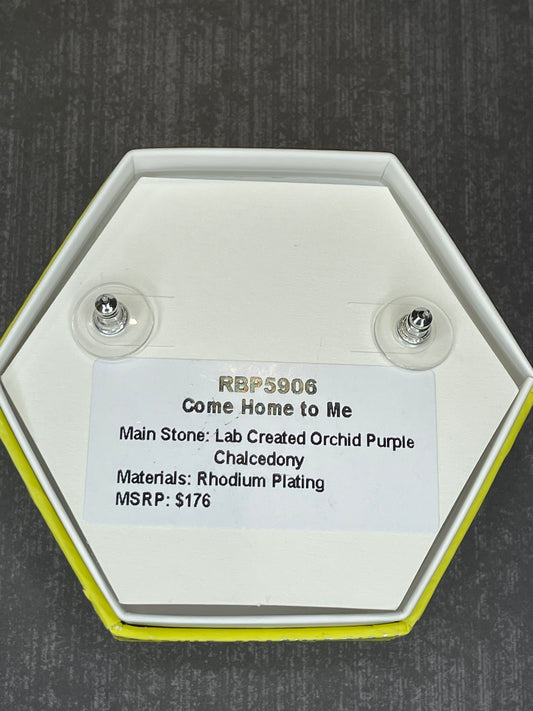 RBP5906
Come Home to Me
Main Stone: Lab Created Orchid Purple
Chalcedony
Materials: Rhodium Plating
MSRP: $176